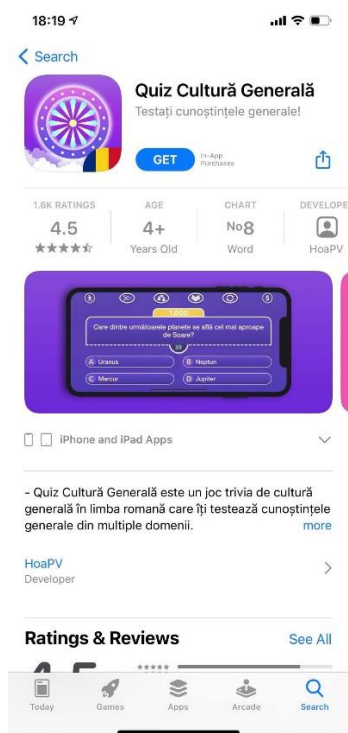 18:19
Search
Quiz Cultură Generală
Testați cunoștințele generale!
GET
In-App
Purchases
1.6K RATINGS
4.5
AGE
4+
Years Old
CHART
No8
Word
DEVELOPE
HoaPV
1.000
Care dintre următoarele planete se află cel mai aproape
de Soare?
A Uranus
B Neptun
C Mercur
D Jupiter
iPhone and iPad Apps
- Quiz Cultură Generală este un joc trivia de cultură
generală în limba romană care îți testează cunoștințele
generale din multiple domenii. more
HoaPV
Developer
Ratings & Reviews See All
Today Games Apps Arcade Search